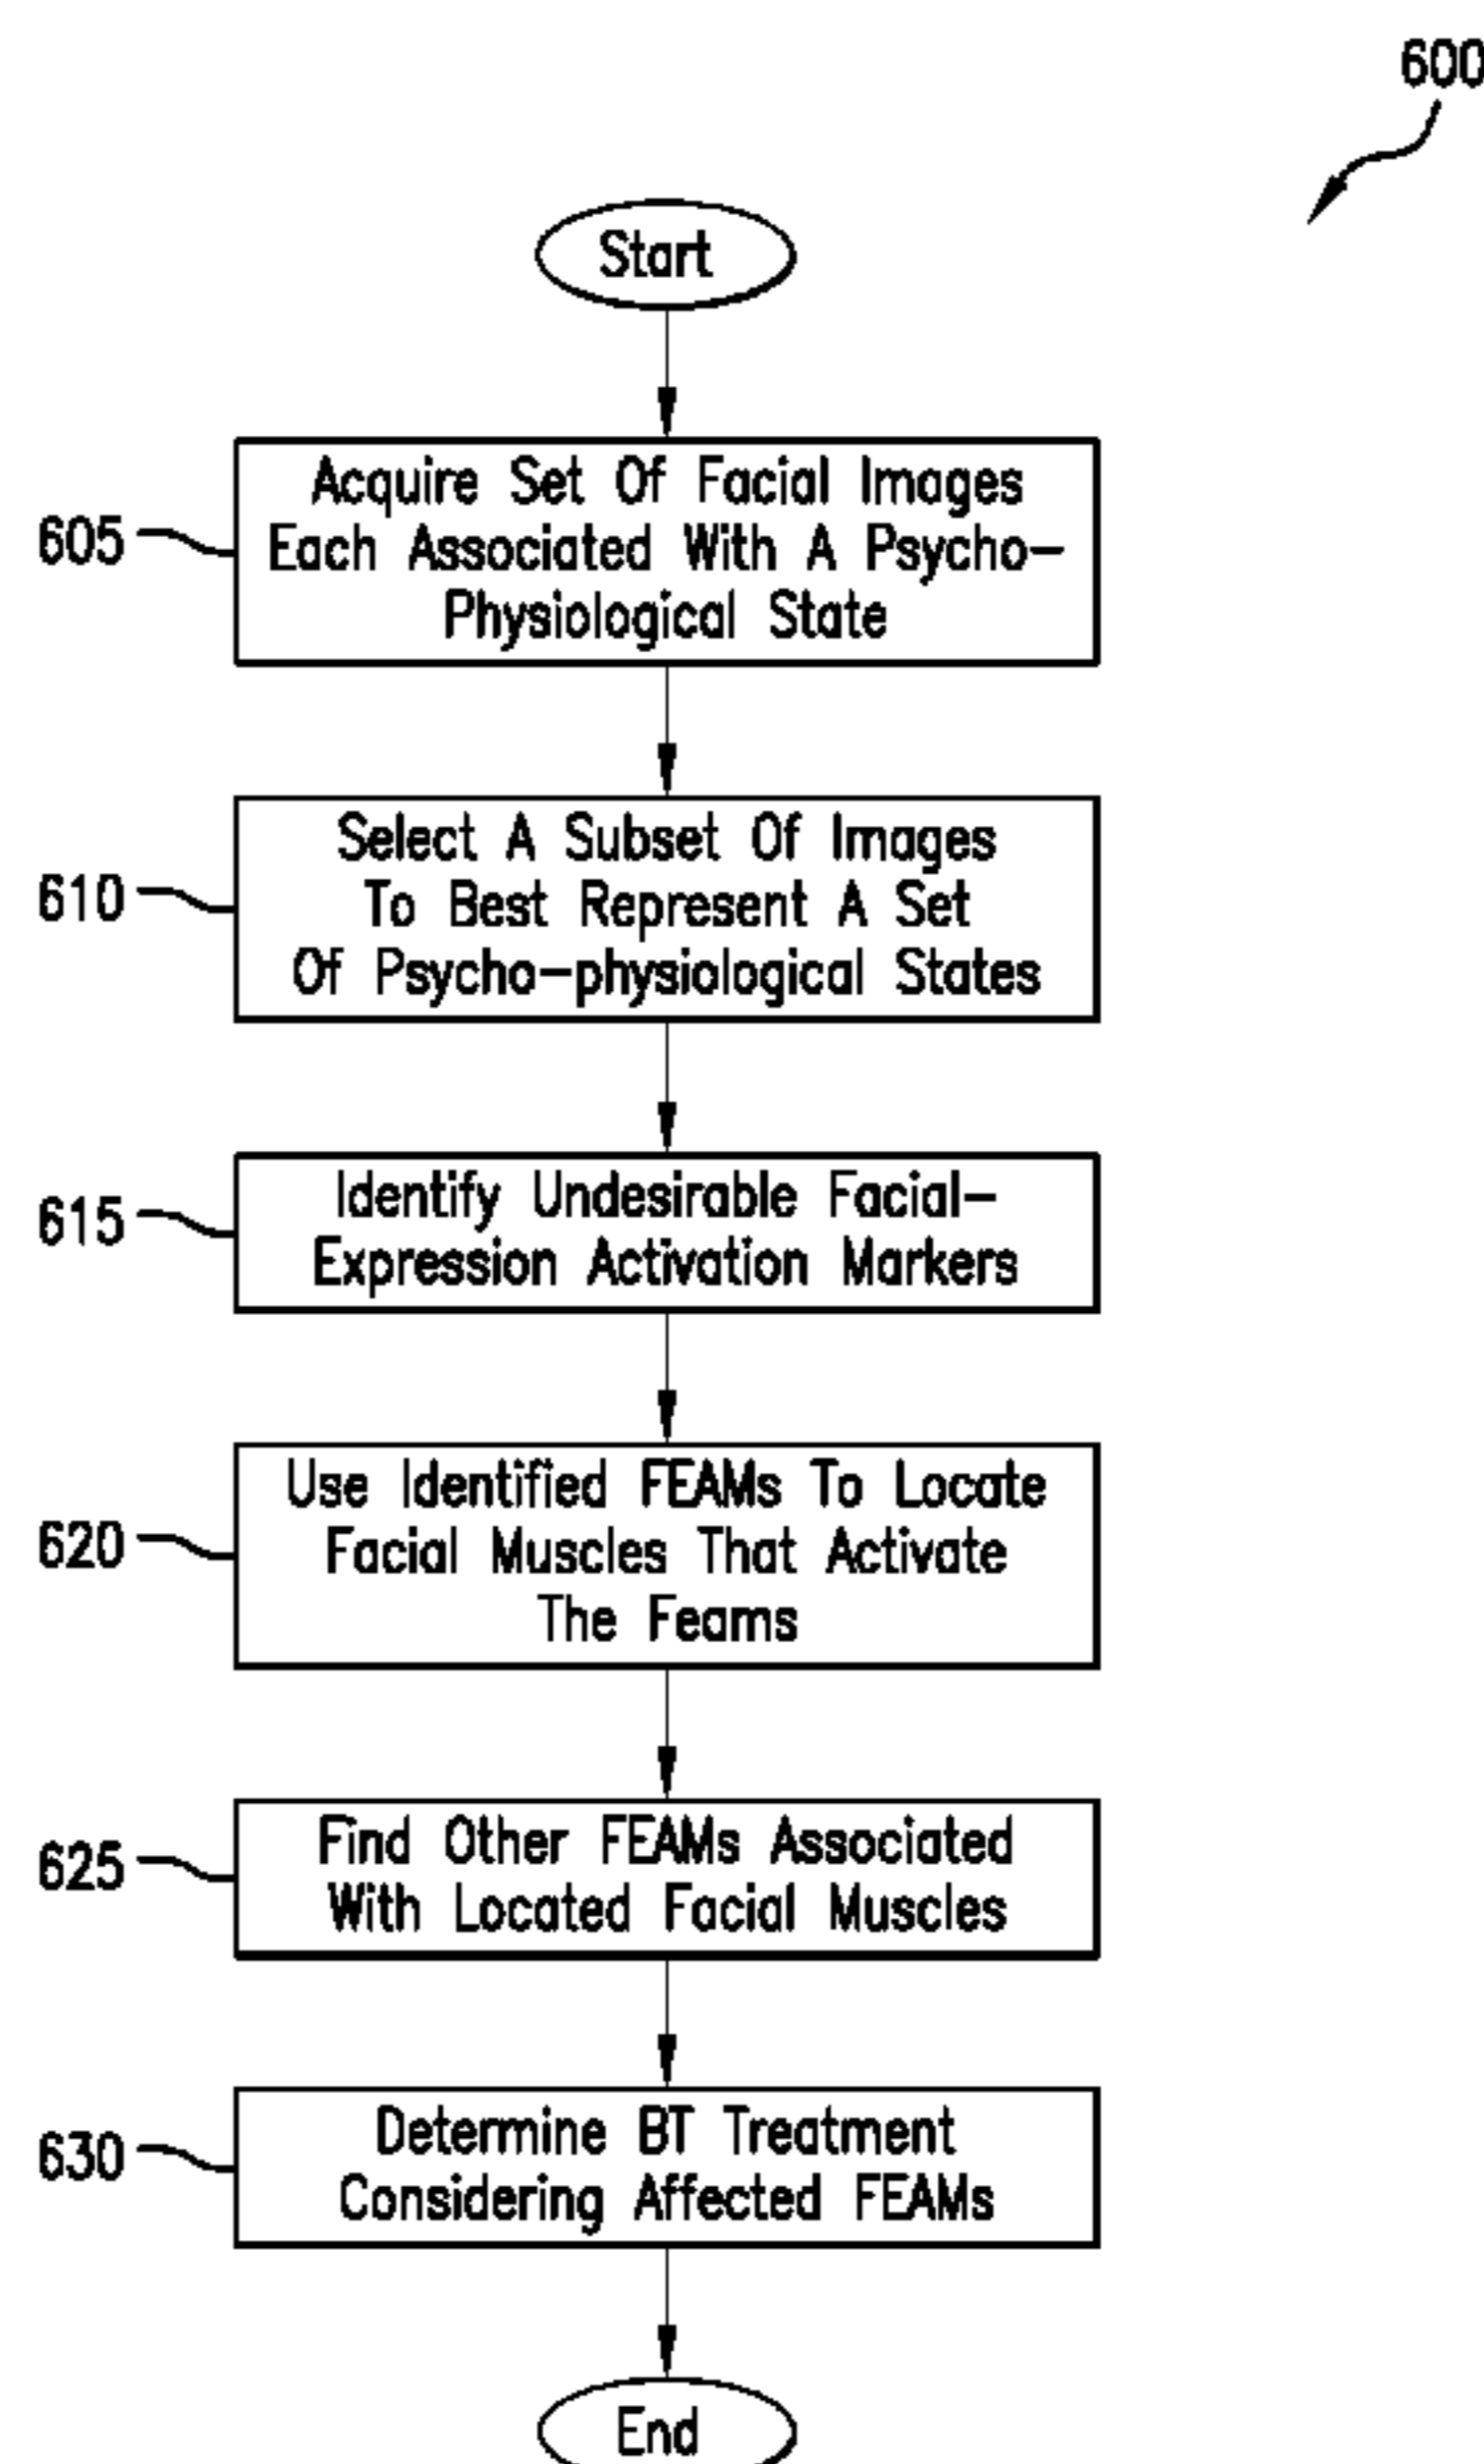 600
Start
605
Acquire Set Of Facial Images
Each Associated With A Psycho-
Physiological State
610
Select A Subset Of Images
To Best Represent A Set
Of Psycho-physiological States
615
Identify Undesirable Facial-
Expression Activation Markers
620
Use Identified FEAMs To Locate
Facial Muscles That Activate
The Feams
625
Find Other FEAMs Associated
With Located Facial Muscles
630
Determine BT Treatment
Considering Affected FEAMs
End